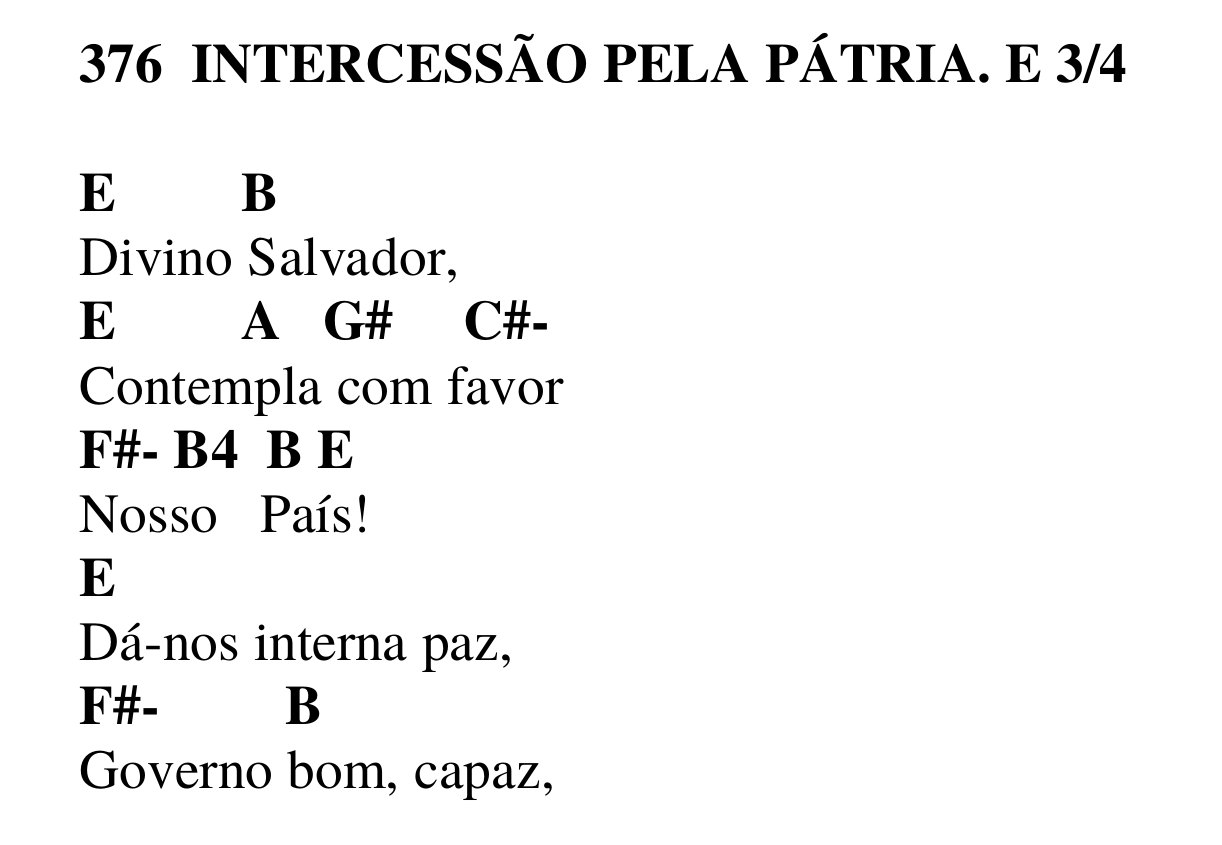 376  INTERCESSÃO PELA PÁTRIA. E 3/4
E         B
Divino Salvador,
E         A   G#     C#-
Contempla com favor
F#- B4  B E
Nosso   País!
E
Dá-nos interna paz,
F#-         B
Governo bom, capaz,